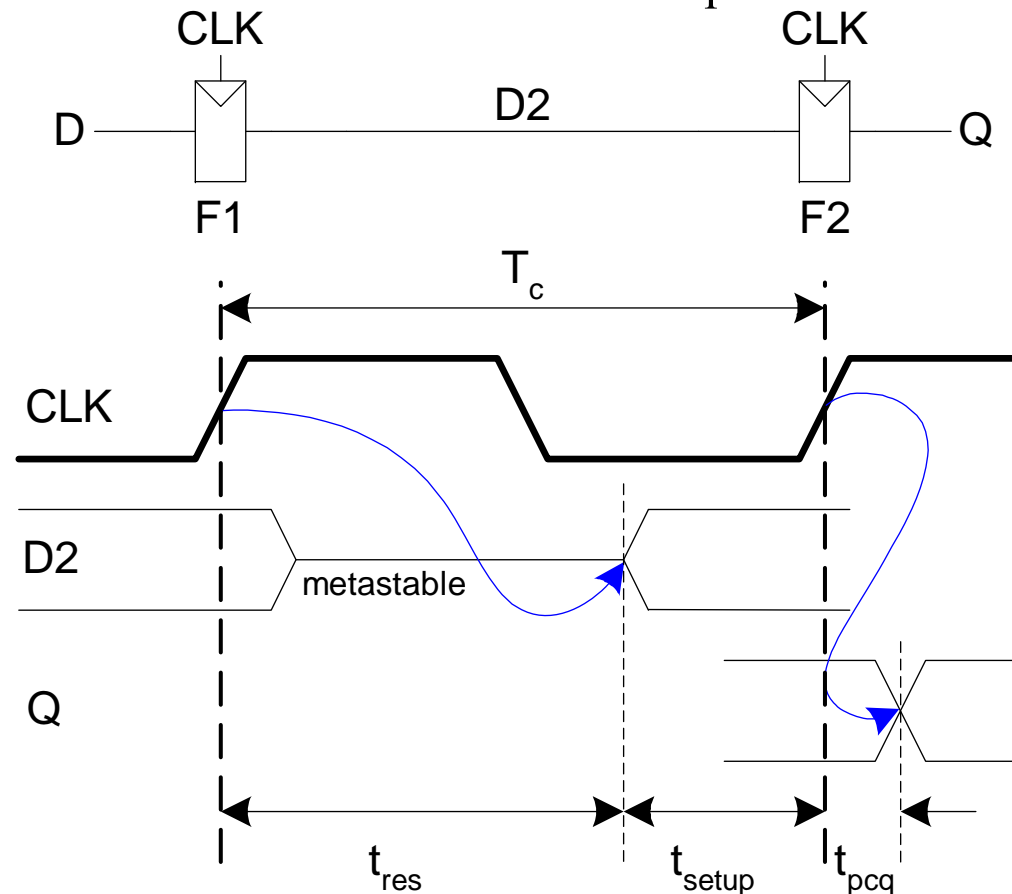 CLK CLK
D D2 Q
F1 F2
Tc
CLK
D2
metastable
Q
tres tsetup tpcq